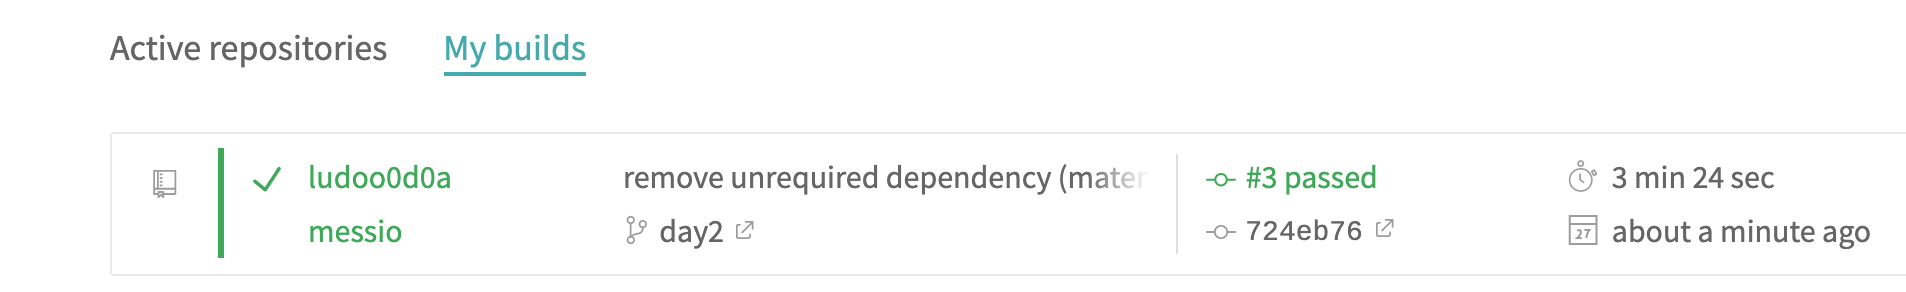 Active repositories My builds
ludoo0d0a remove unrequired dependency (mater #3 passed 3 min 24 sec
messio day2 724eb76 27 about a minute ago